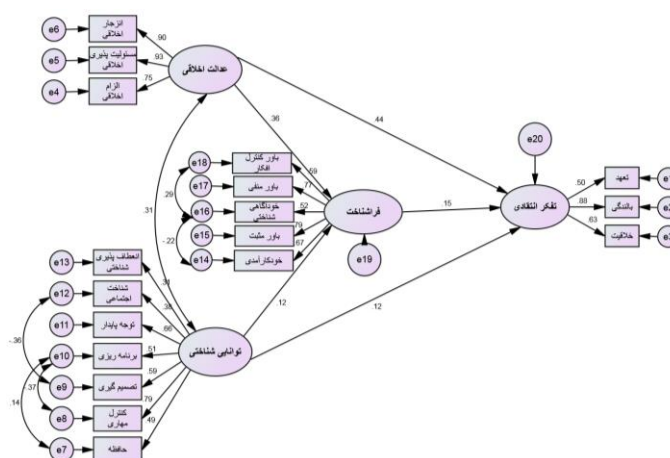 e6
انزجار
اخلاقی
.90
e5
مسئولیت پذیری
اخلاقی
.93
عدالت اخلاقی
e4
الزام
اخلاقی
.75
.36
.44
e20
e18
باور کنترل
افکار
.59
e17
باور منفی
.77
.29
e16
خودآگاهی
شناختی
.52
فراشناخت
.15
تفکر انتقادی
.50
تعهد
.88
بالندگی
.63
خلاقیت
.31
-.22
e15
باور مثبت
.79
e14
خودکارآمدی
.67
e19
e13
انعطاف پذیری
شناختی
.31
e12
شناخت
اجتماعی
.38
.12
.12
e11
توجه پایدار
.66
توانایی شناختی
-.36
e10
برنامه ریزی
.51
e9
تصمیم گیری
.59
-.37
.14
e8
کنترل
مهاری
.79
e7
حافظه
.49